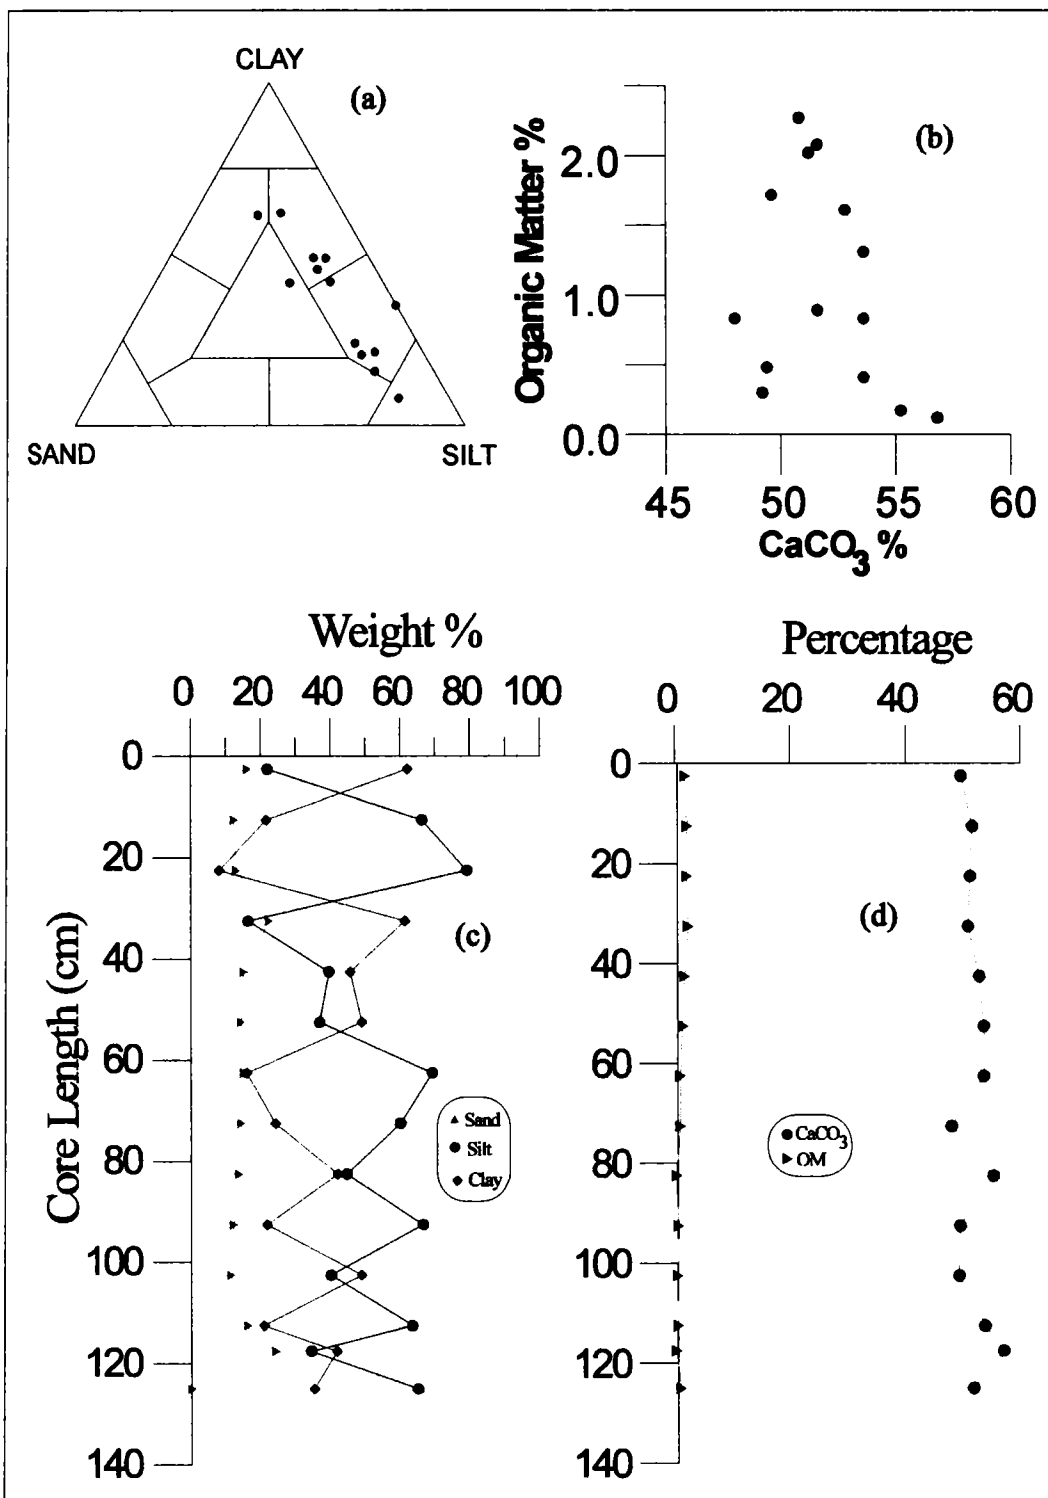 CLAY
(a)
SAND
SILT
(b)
Organic Matter %
2.0
1.0
0.0
45 50 55 60
CaCO3 %
Weight %
0 20 40 60 80 100
Core Length (cm)
0
20
40
60
80
100
120
140
(c)
Sand
Silt
Clay
Percentage
0 20 40 60
0
20
40
60
80
100
120
140
(d)
CaCO3
OM